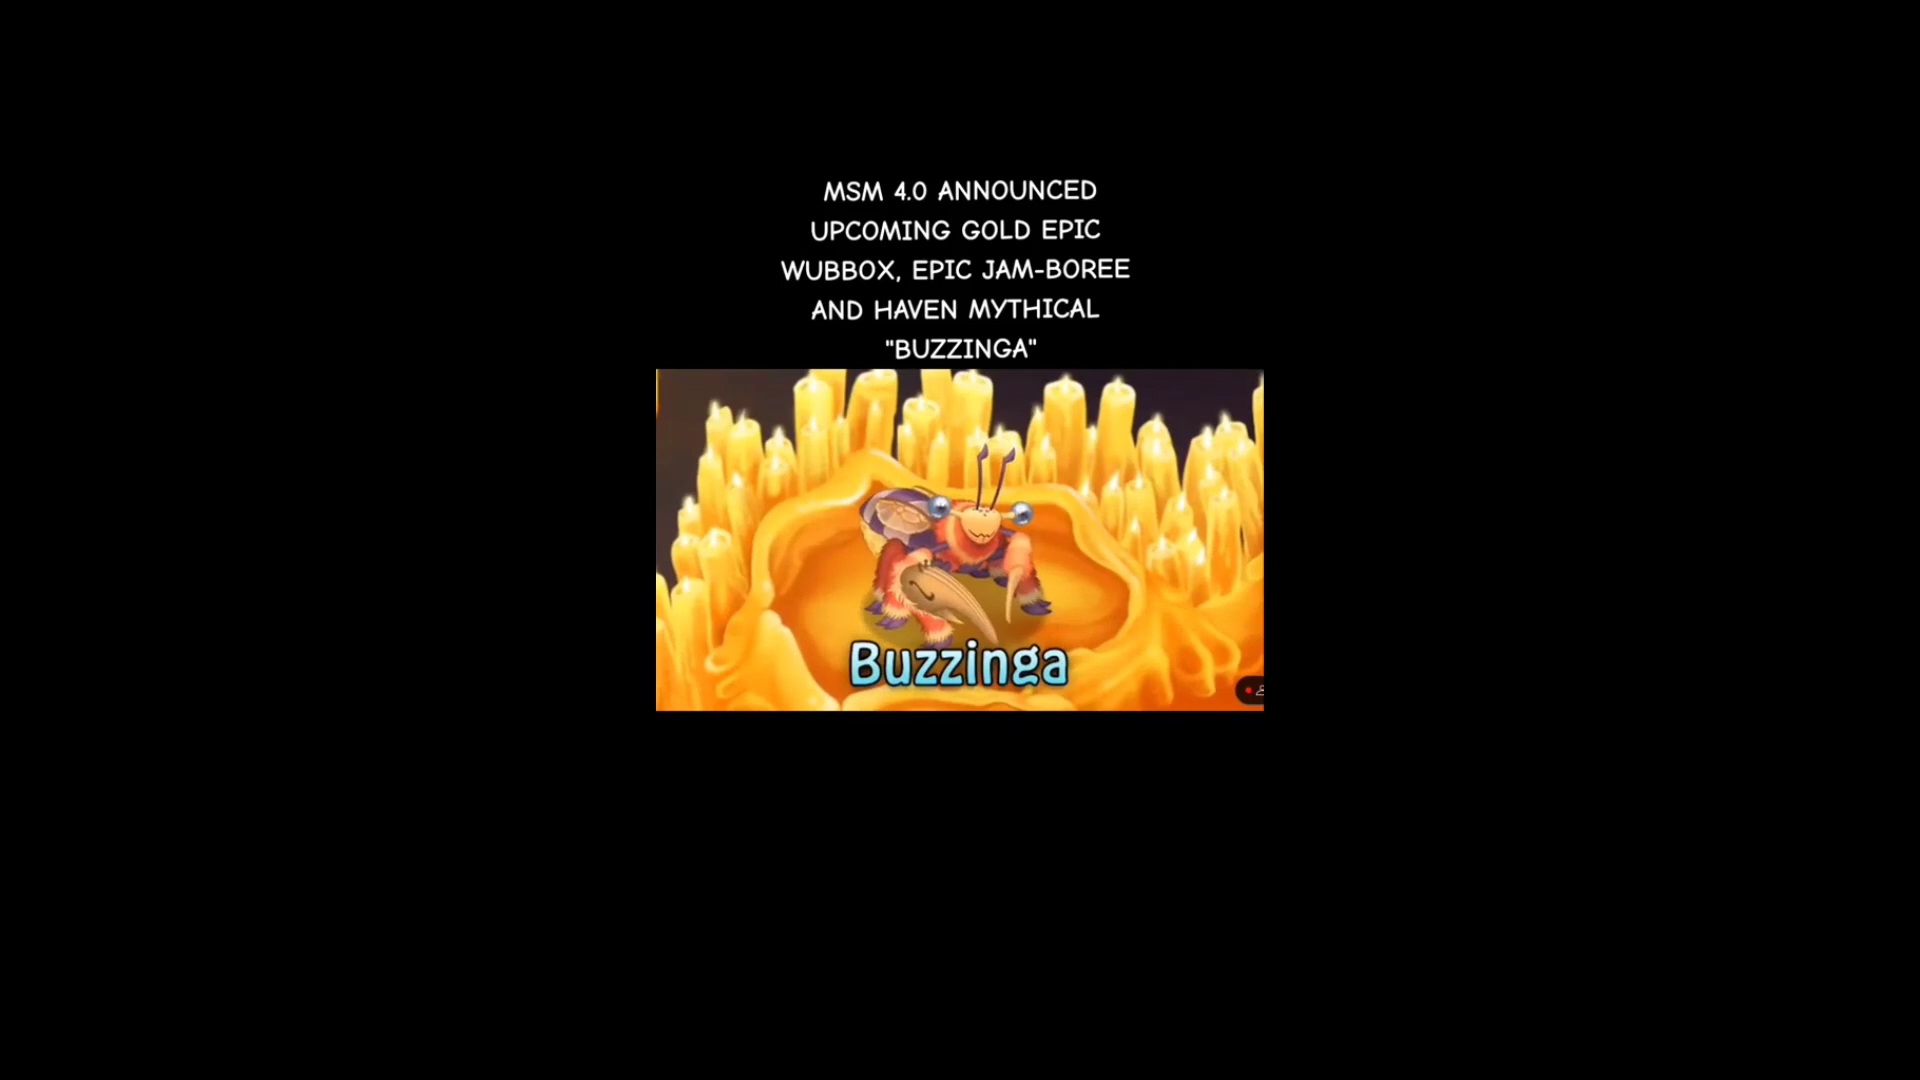 MSM 4.0 ANNOUNCED
UPCOMING GOLD EPIC
WUBBOX, EPIC JAM-BOREE
AND HAVEN MYTHICAL
"BUZZINGA"
Buzzinga